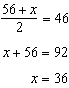 (56 + x)/2 = 46
x + 56 = 92
x = 36